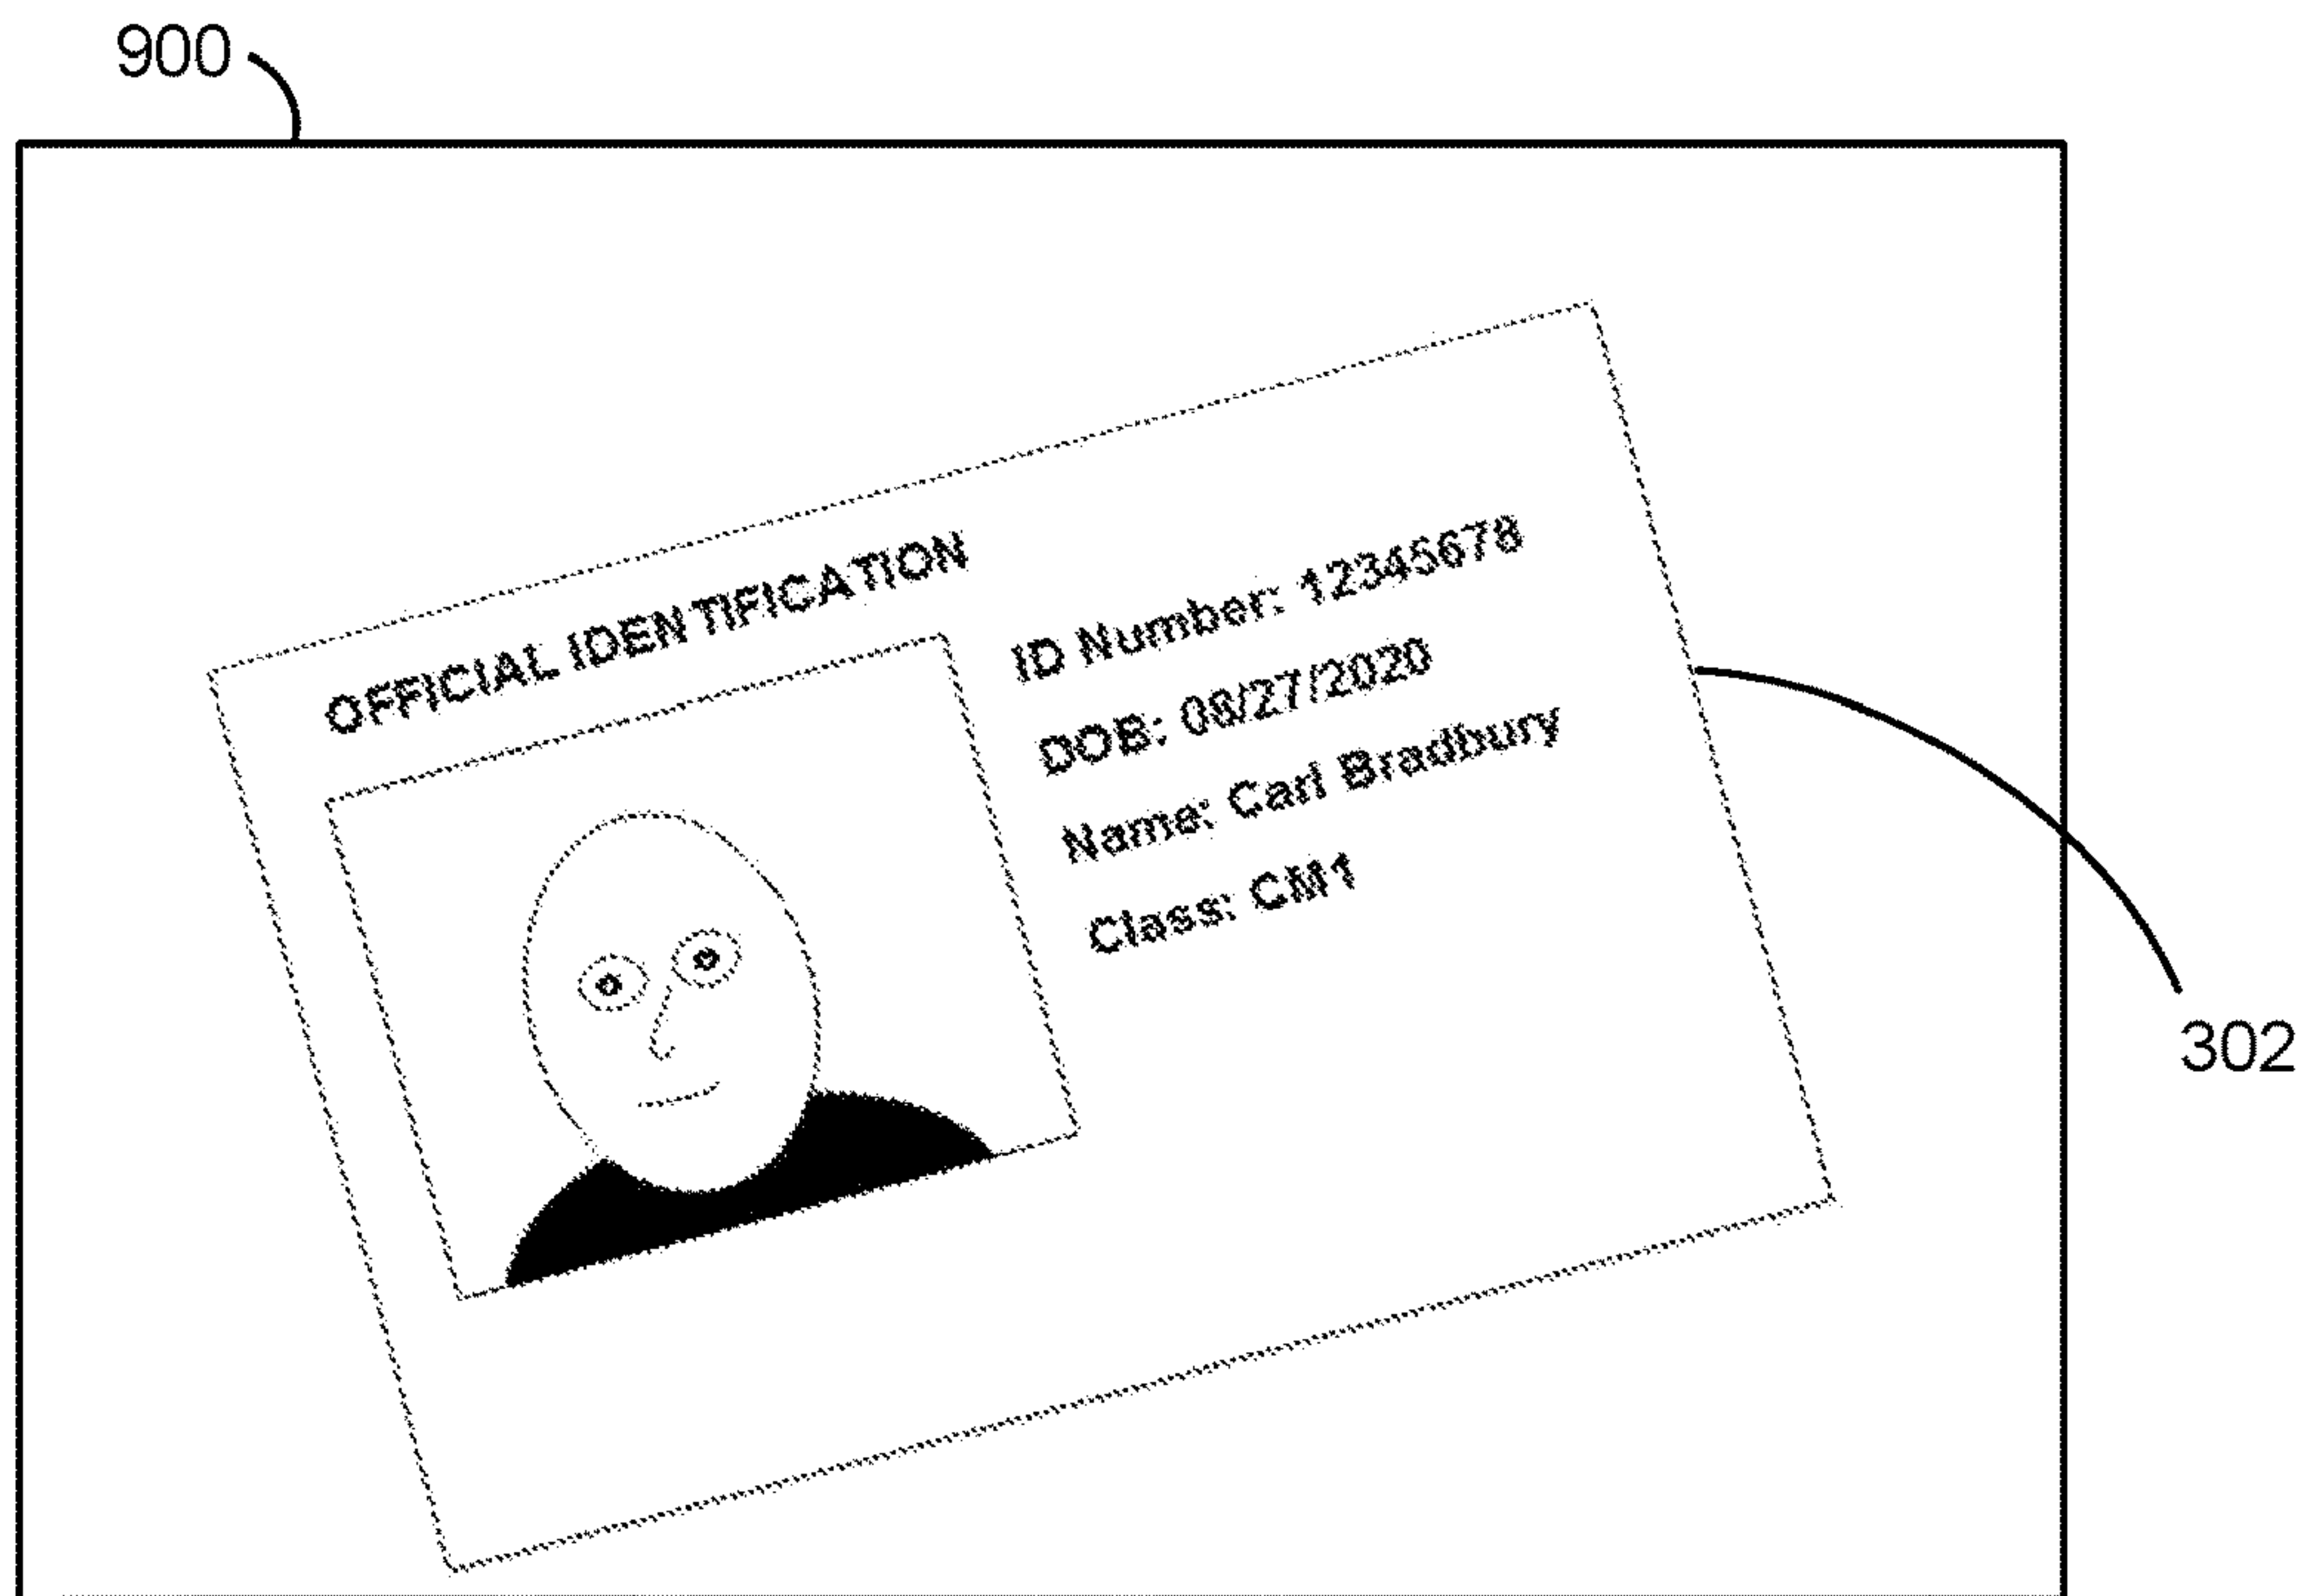 900
OFFICIAL IDENTIFICATION
ID Number: 12345678
DOB: 08/27/2020
Name: Carl Bradbury
Class: CM1
302